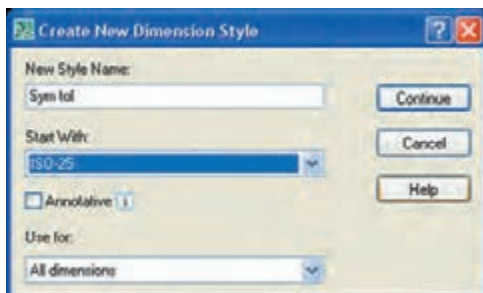 Create New Dimension Style
New Style Name:
Sym tol
Continue
Start With:
ISO-25
Cancel
Annotative
Help
Use for:
All dimensions